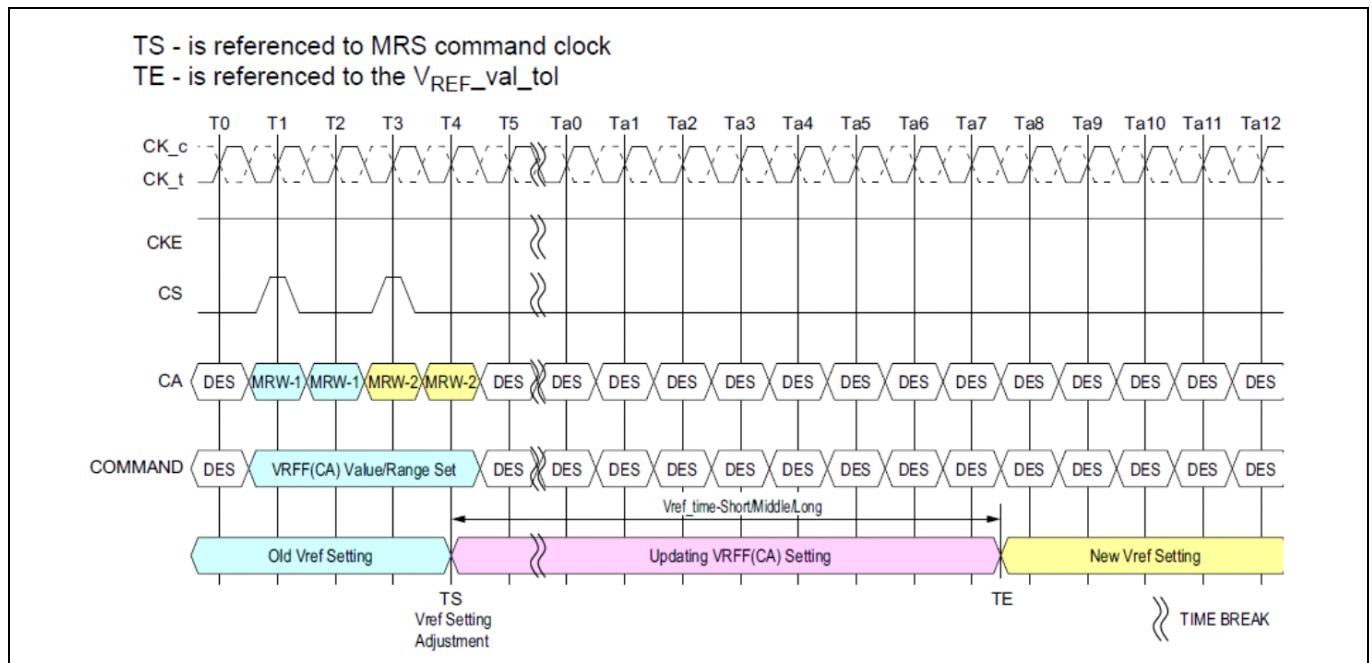 TS - is referenced to MRS command clock
TE - is referenced to the VREF_val_tol
T0 T1 T2 T3 T4 T5 Ta0 Ta1 Ta2 Ta3 Ta4 Ta5 Ta6 Ta7 Ta8 Ta9 Ta10 Ta11 Ta12
CK_c
CK_t
CKE
CS
CA DES MRW-1 MRW-1 MRW-2 MRW-2 DES DES DES DES DES DES DES DES DES DES DES DES DES DES
COMMAND DES VRFF(CA) Value/Range Set DES DES DES DES DES DES DES DES DES DES DES DES DES DES
Vref_time-Short/Middle/Long
Old Vref Setting Updating VRFF(CA) Setting New Vref Setting
TS TE
Vref Setting TIME BREAK
Adjustment